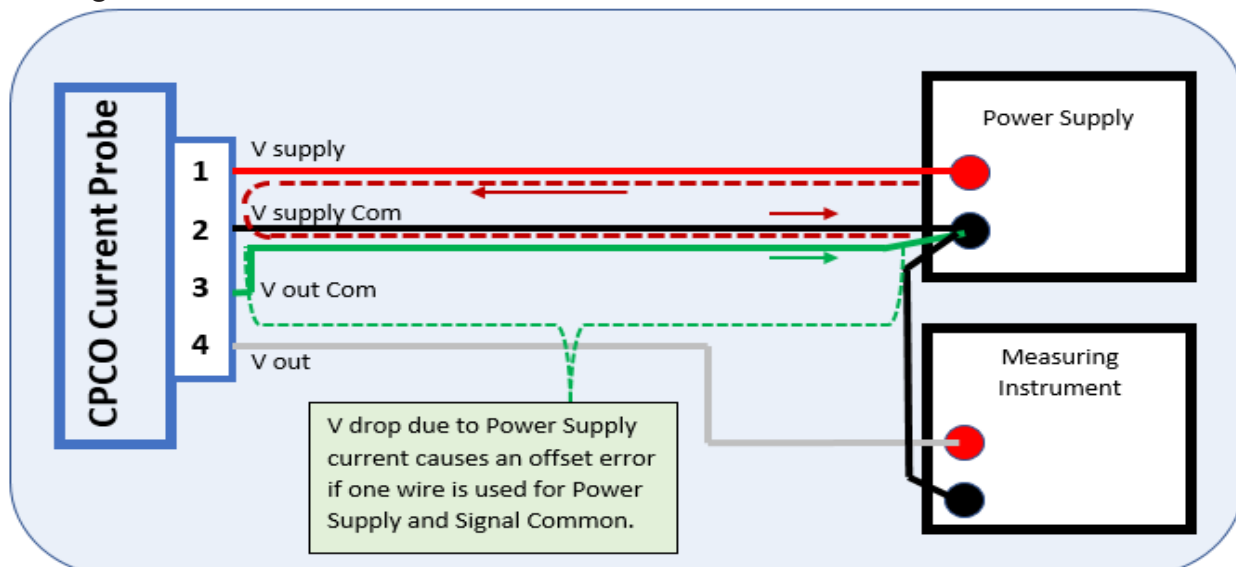 CPCO Current Probe
1
2
3
4
V supply
V supply Com
V out Com
V out
Power Supply
Measuring
Instrument
V drop due to Power Supply
current causes an offset error
if one wire is used for Power
Supply and Signal Common.